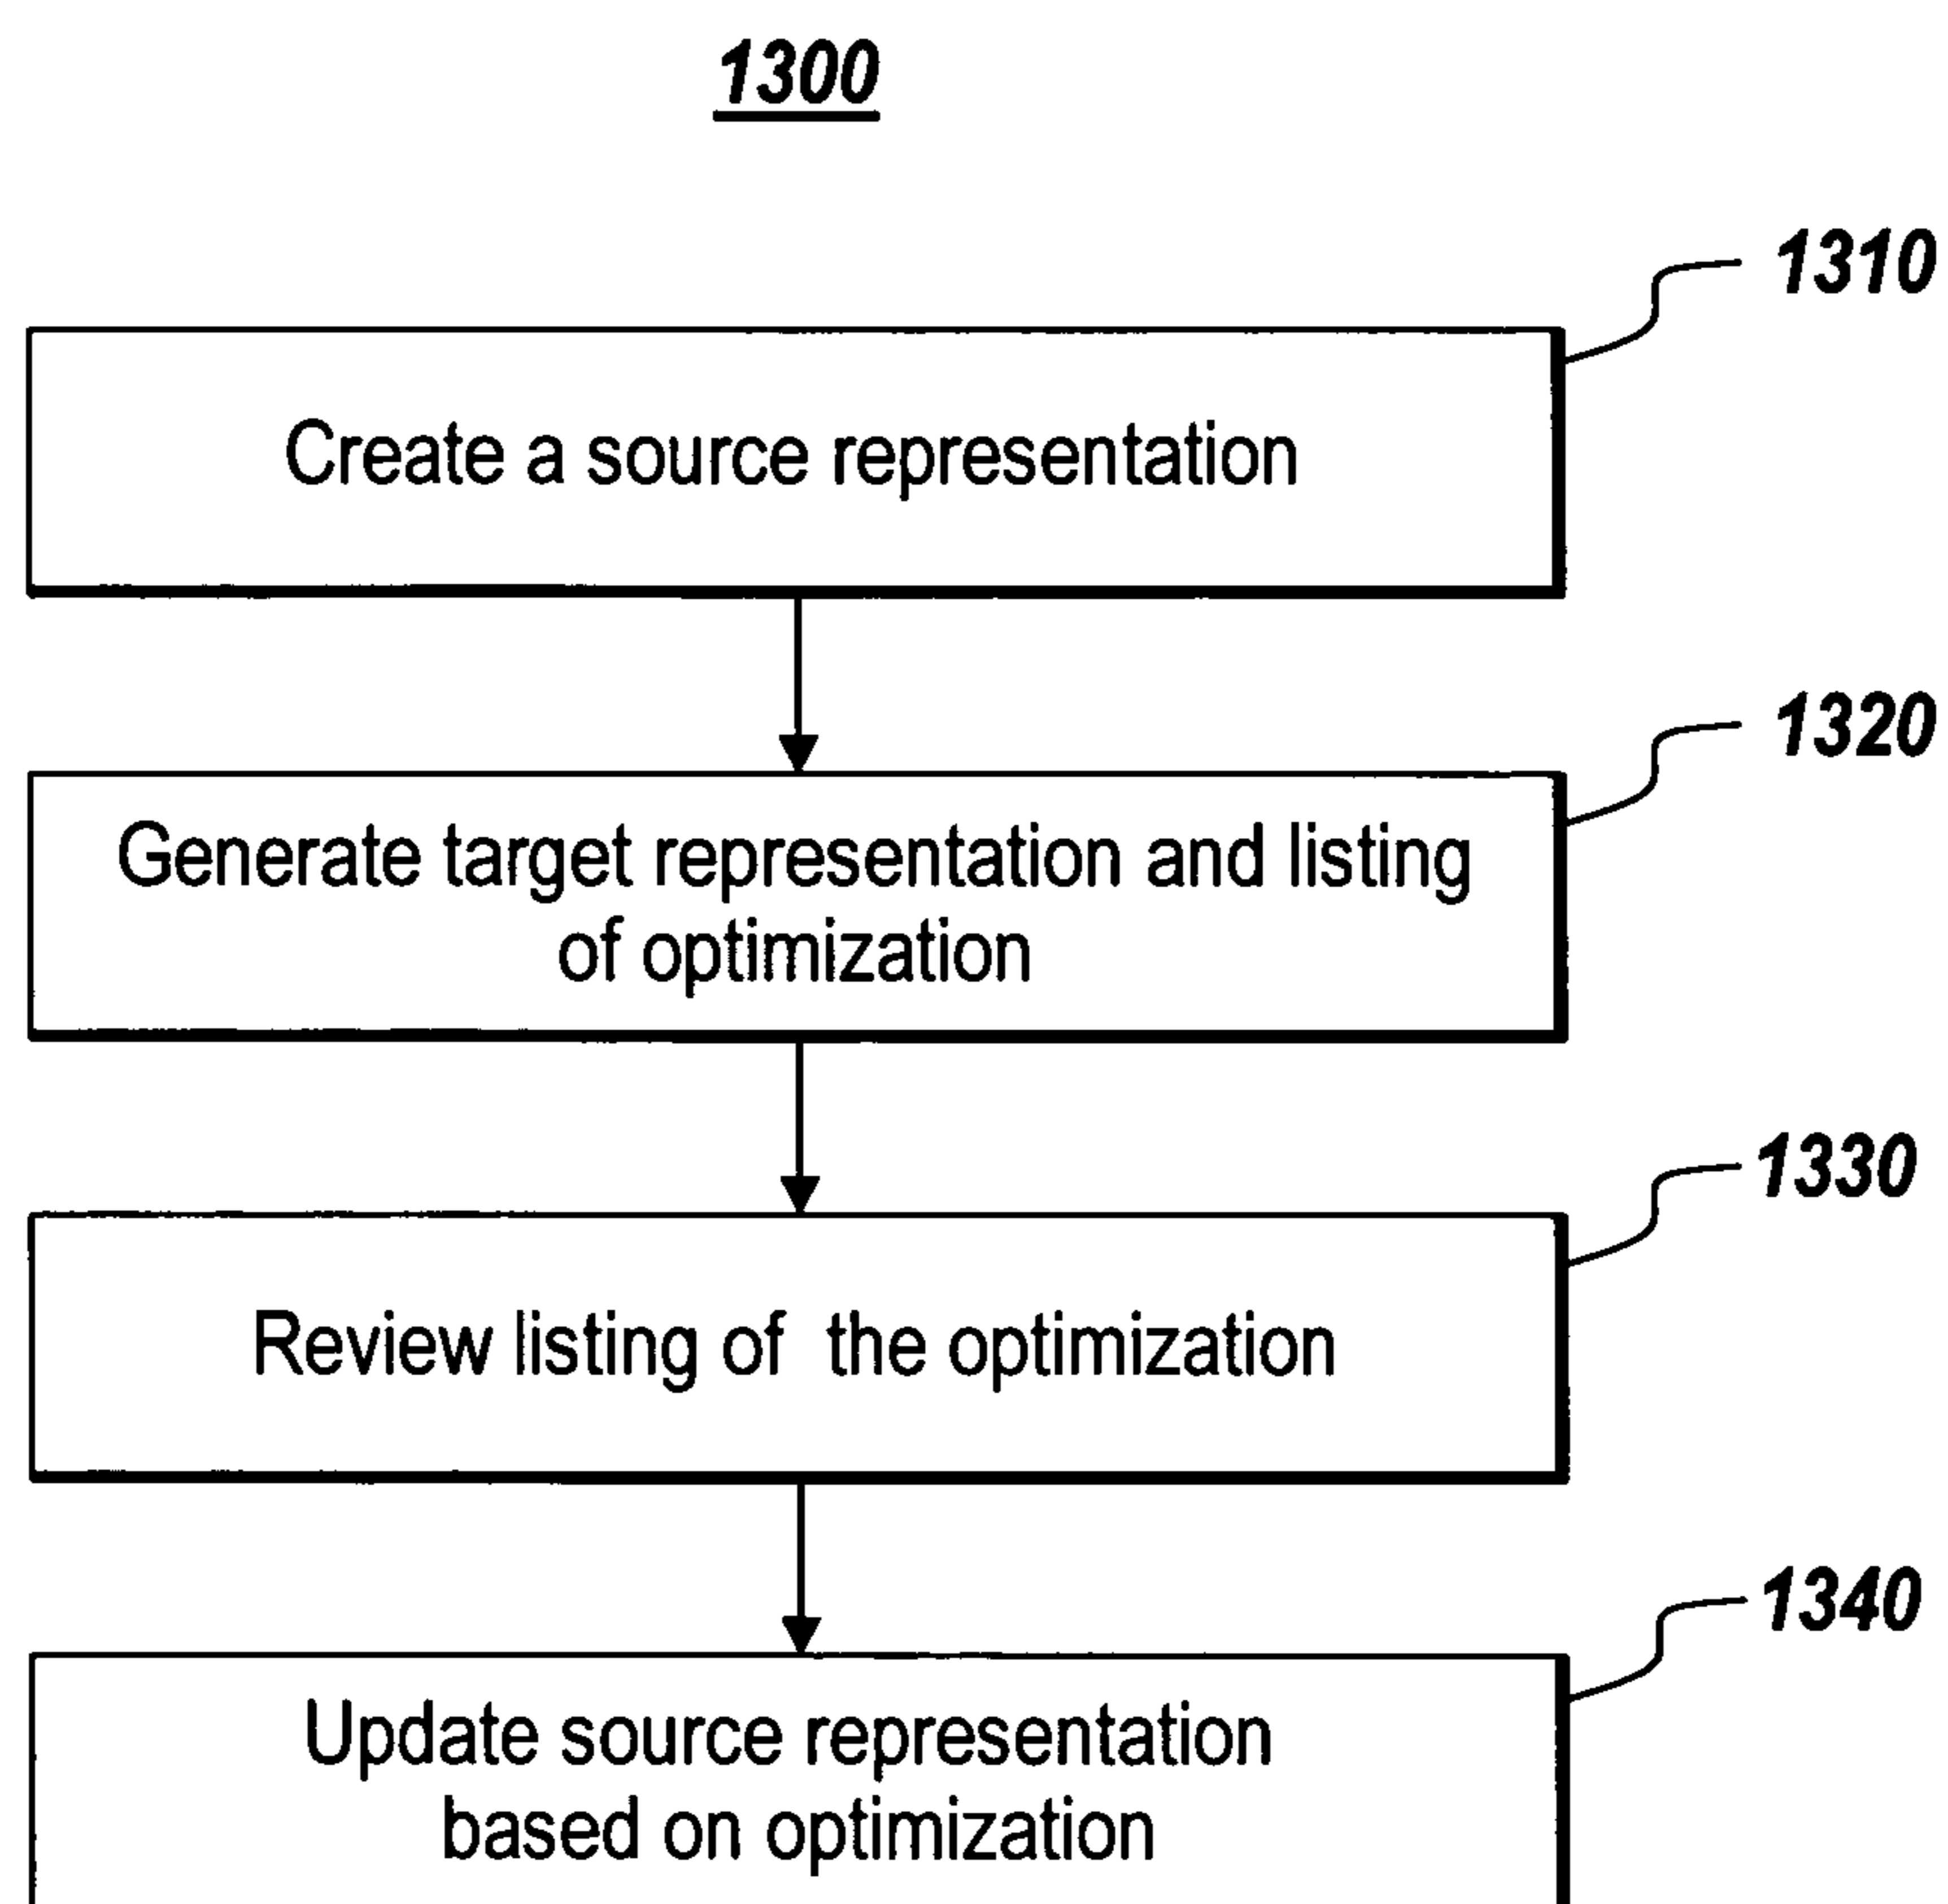 1300
1310
Create a source representation
1320
Generate target representation and listing
of optimization
1330
Review listing of the optimization
1340
Update source representation
based on optimization